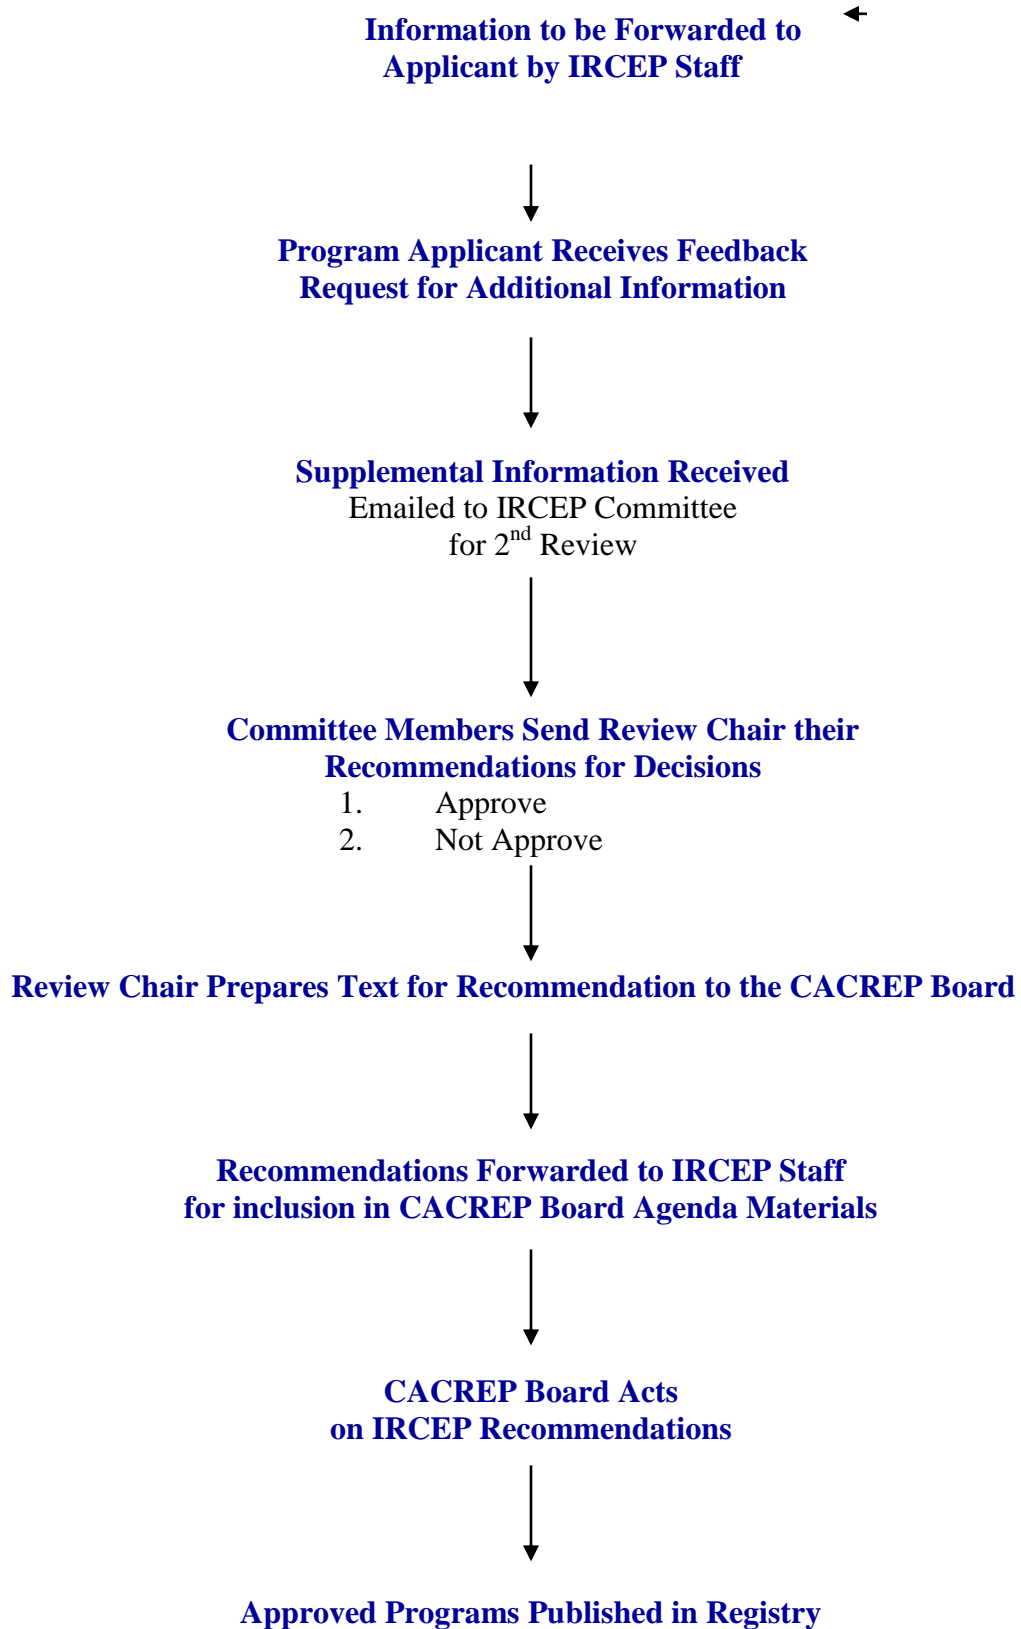 Information to be Forwarded to
Applicant by IRCEP Staff
Program Applicant Receives Feedback
Request for Additional Information
Supplemental Information Received
Emailed to IRCEP Committee
for 2nd Review
Committee Members Send Review Chair their
Recommendations for Decisions
1. Approve
2. Not Approve
Review Chair Prepares Text for Recommendation to the CACREP Board
Recommendations Forwarded to IRCEP Staff
for inclusion in CACREP Board Agenda Materials
CACREP Board Acts
on IRCEP Recommendations
Approved Programs Published in Registry